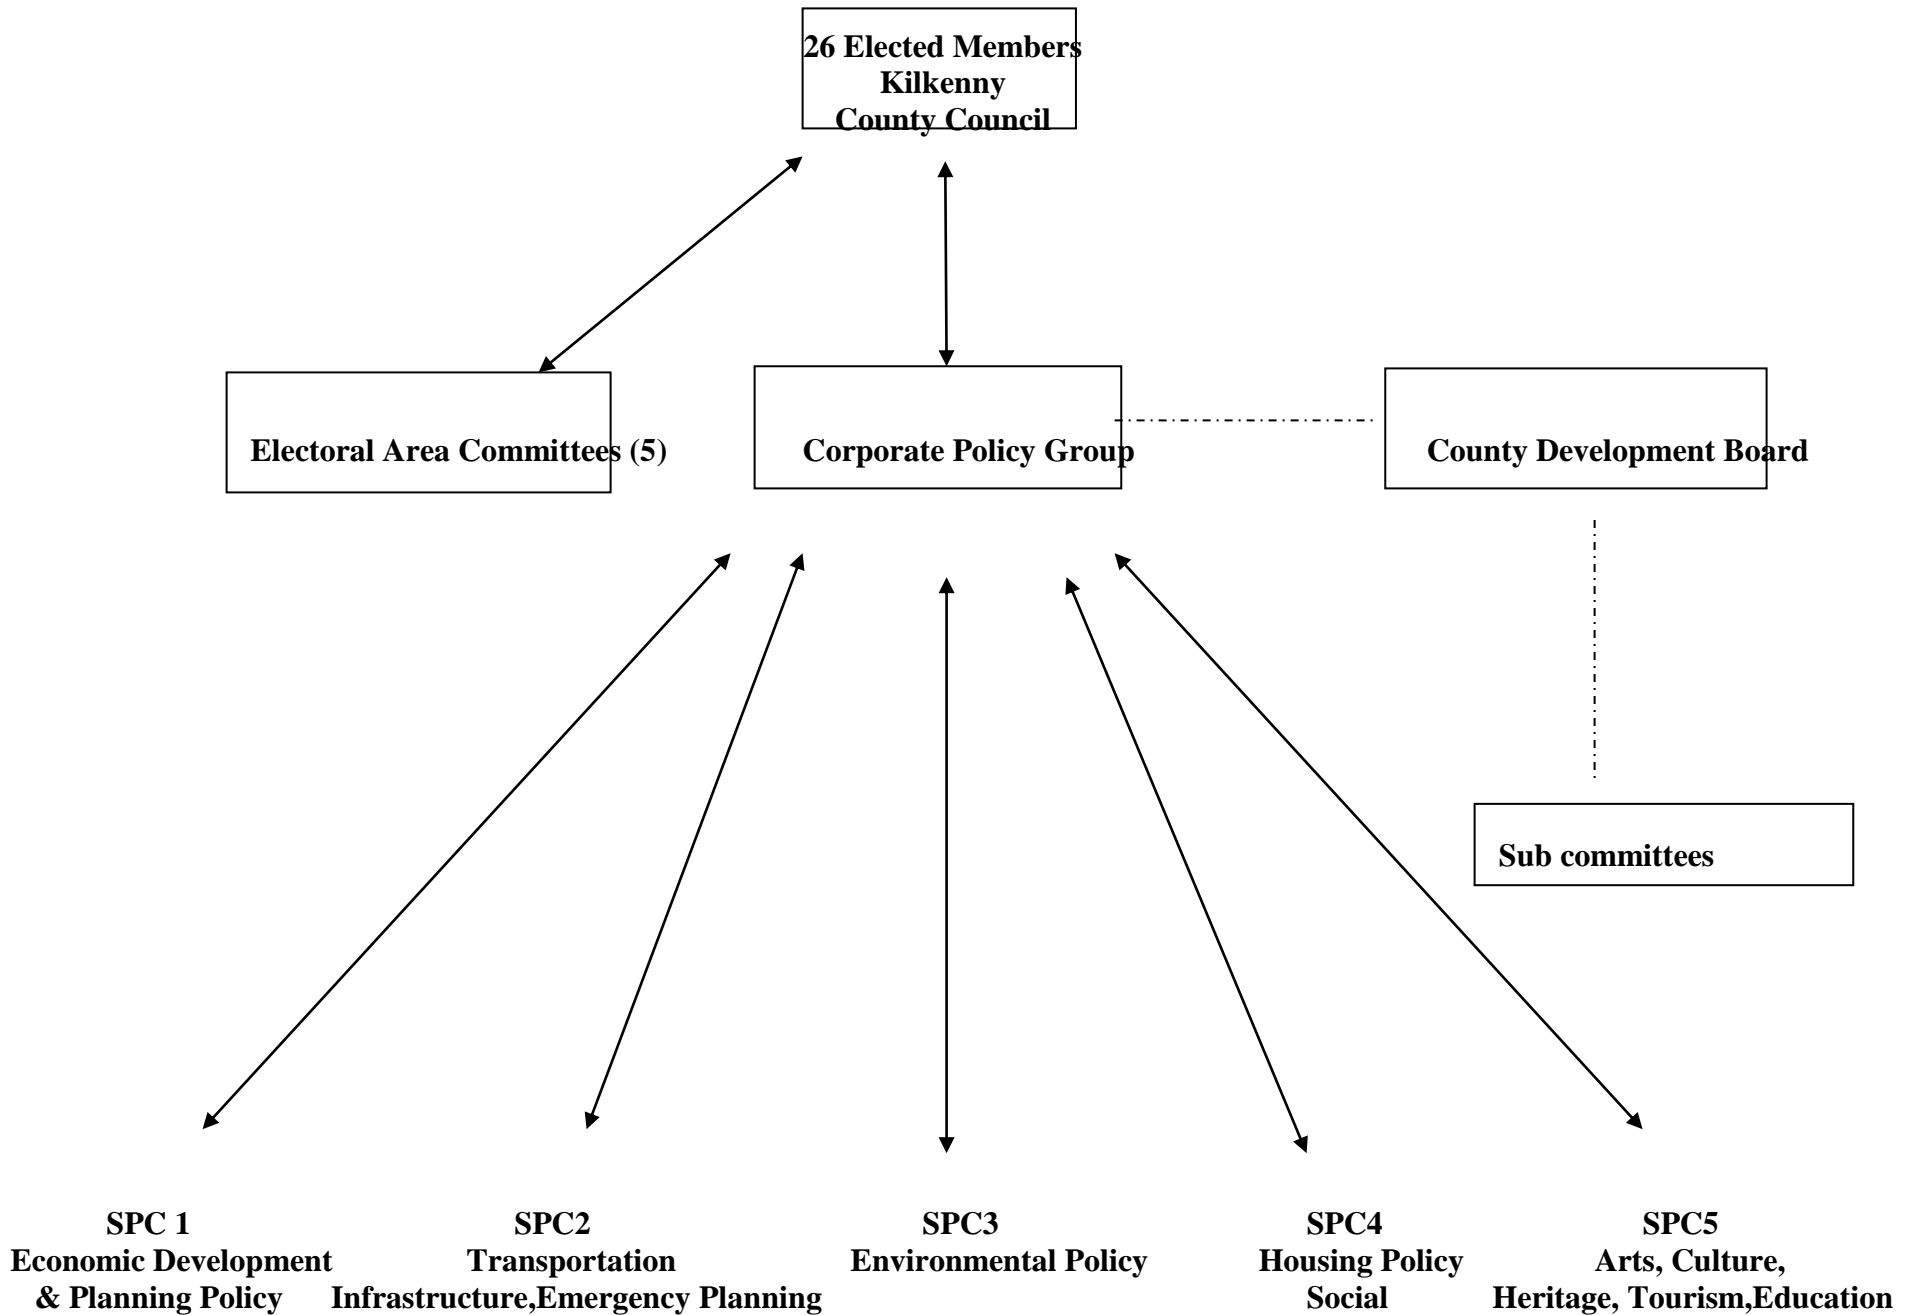 26 Elected Members
Kilkenny
County Council
Electoral Area Committees (5)
Corporate Policy Group
County Development Board
Sub committees
SPC 1
Economic Development
& Planning Policy
SPC2
Transportation
Infrastructure,Emergency Planning
SPC3
Environmental Policy
SPC4
Housing Policy
Social
SPC5
Arts, Culture,
Heritage, Tourism,Education